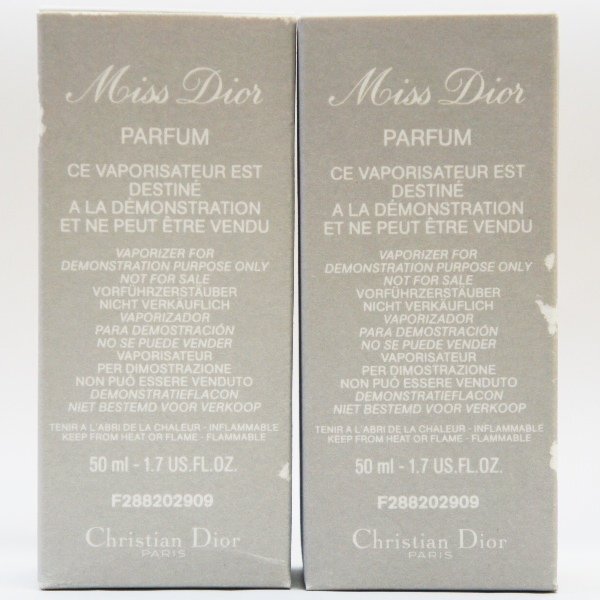 Miss Dior
PARFUM
CE VAPORISATEUR EST
DESTINÉ
A LA DÉMONSTRATION
ET NE PEUT ÊTRE VENDU
VAPORIZER FOR
DEMONSTRATION PURPOSE ONLY
NOT FOR SALE
VORFÜHRZERSTÄUBER
NICHT VERKÄUFLICH
VAPORIZADOR
PARA DEMOSTRACIÓN
NO SE PUEDE VENDER
VAPORISATEUR
PER DIMOSTRAZIONE
NON PUÓ ESSERE VENDUTO
DEMONSTRATIEFLACON
NIET BESTEMD VOOR VERKOOP
TENIR A L'ABRI DE LA CHALEUR - INFLAMMABLE
KEEP FROM HEAT OR FLAME - FLAMMABLE
50 ml - 1.7 US.FL.OZ.
F288202909
Christian Dior
PARIS
Miss Dior
PARFUM
CE VAPORISATEUR EST
DESTINÉ
A LA DÉMONSTRATION
ET NE PEUT ÊTRE VENDU
VAPORIZER FOR
DEMONSTRATION PURPOSE ONLY
NOT FOR SALE
VORFÜHRZERSTÄUBER
NICHT VERKÄUFLICH
VAPORIZADOR
PARA DEMOSTRACIÓN
NO SE PUEDE VENDER
VAPORISATEUR
PER DIMOSTRAZIONE
NON PUÓ ESSERE VENDUTO
DEMONSTRATIEFLACON
NIET BESTEMD VOOR VERKOOP
TENIR A L'ABRI DE LA CHALEUR - INFLAMMABLE
KEEP FROM HEAT OR FLAME - FLAMMABLE
50 ml - 1.7 US.FL.OZ.
F288202909
Christian Dior
PARIS